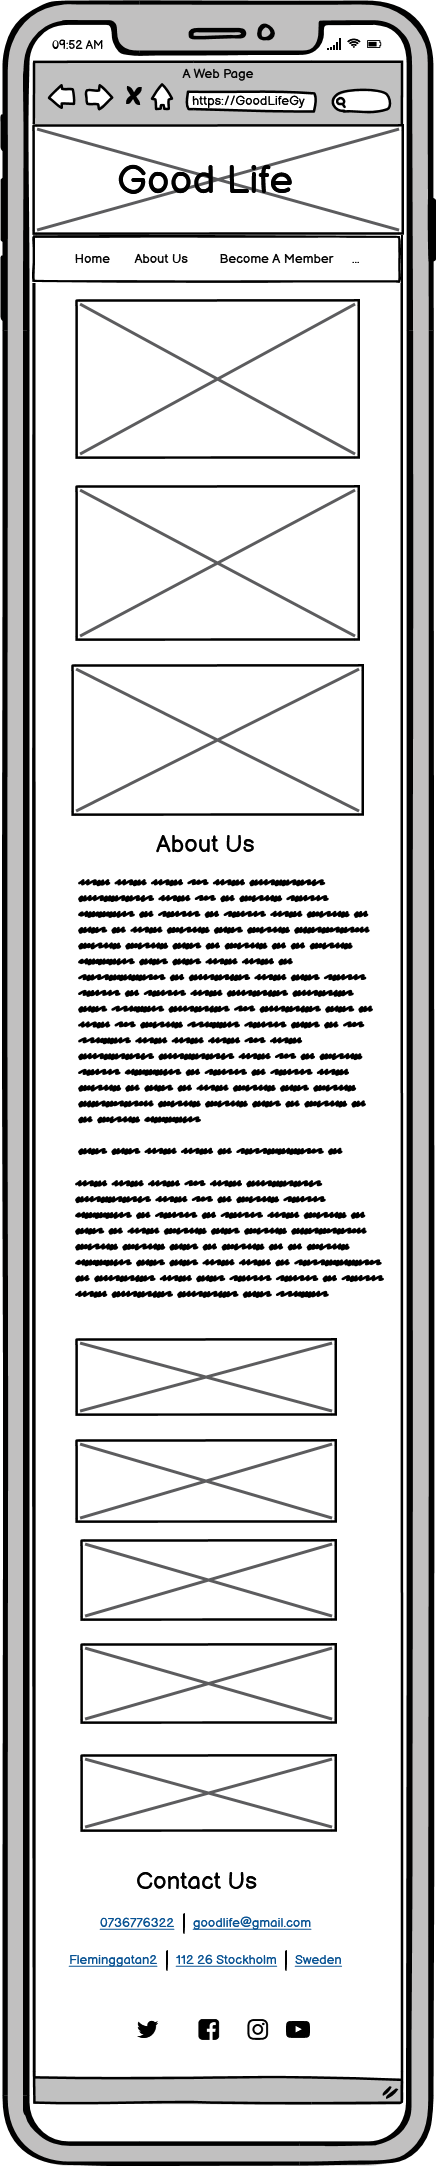 09:52 AM
A Web Page
https://GoodLifeGy
Good Life
Home About Us Become A Member ...
About Us
Contact Us
0736776322 | goodlife@gmail.com
Fleminggatan2 | 112 26 Stockholm | Sweden